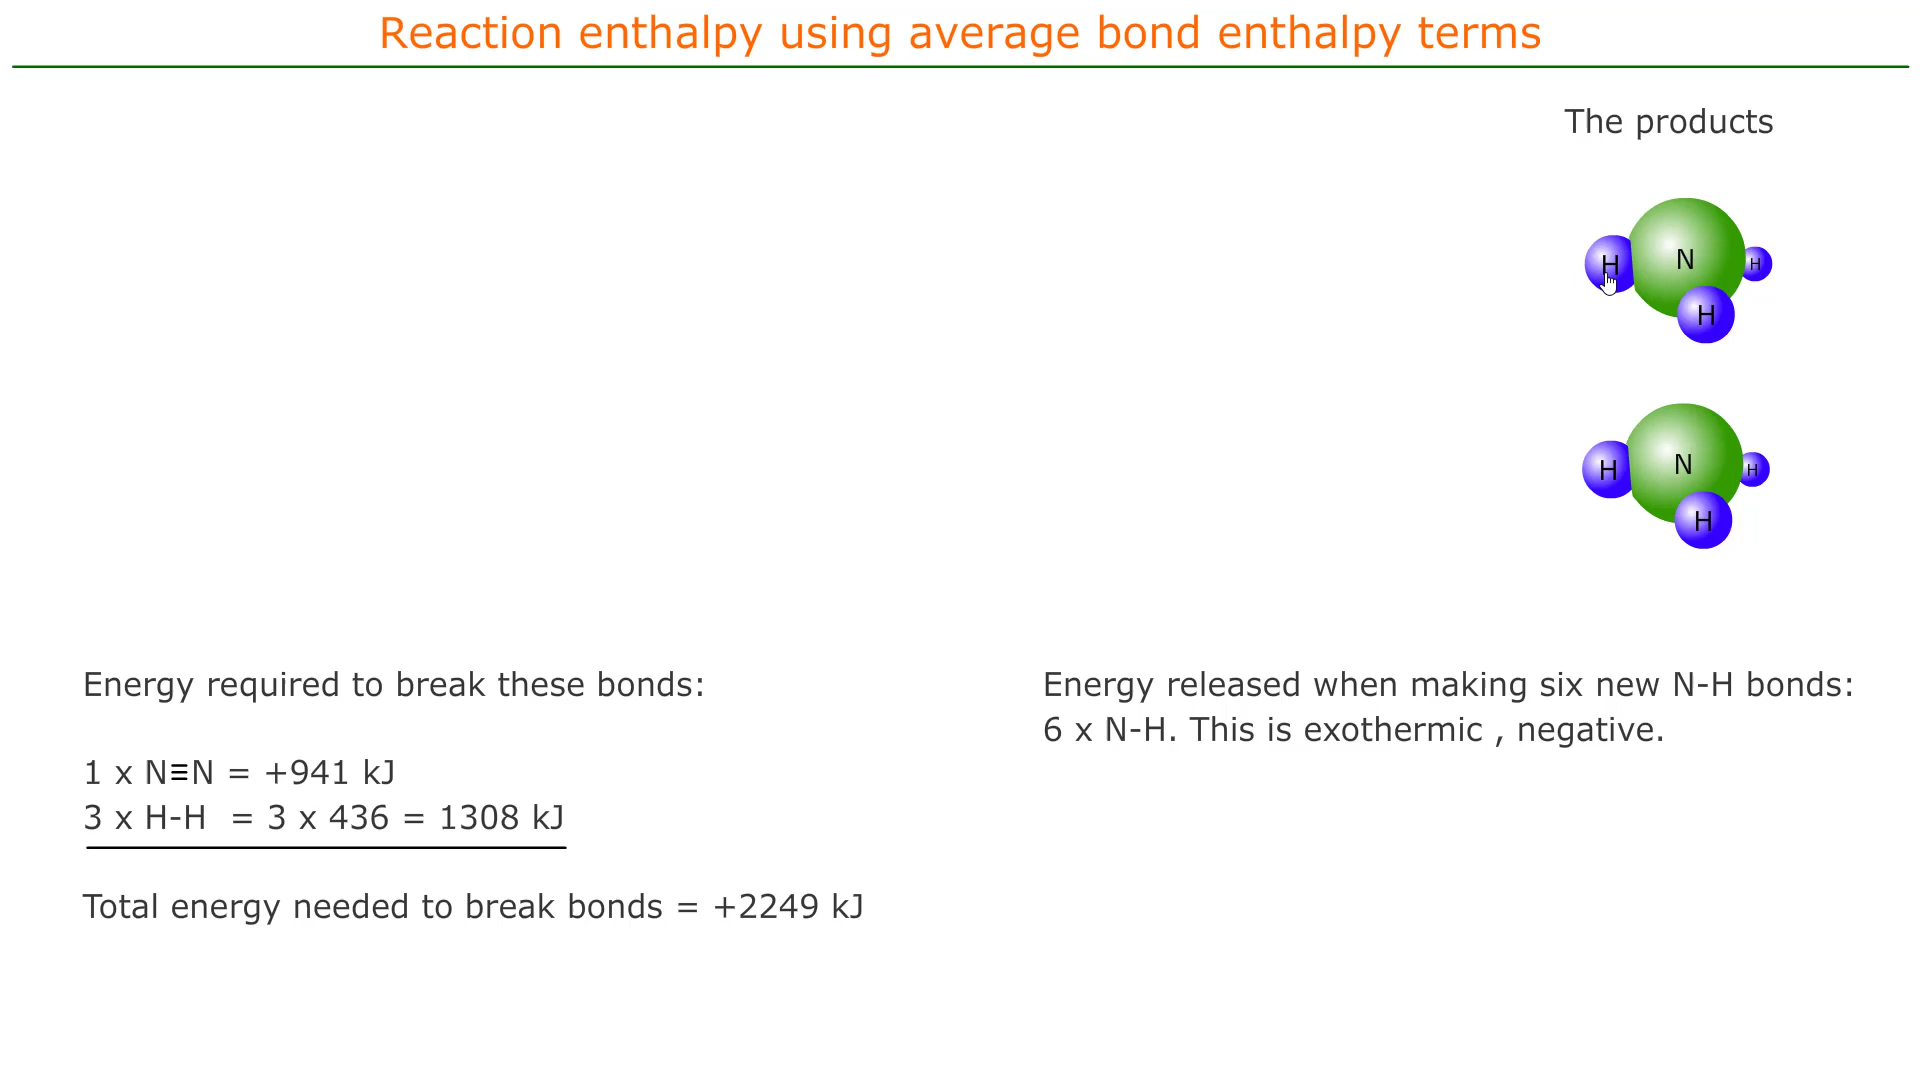 Reaction enthalpy using average bond enthalpy terms
The products
N
H
H
H
N
H
H
H
Energy required to break these bonds:
1 x N≡N = +941 kJ
3 x H-H = 3 x 436 = 1308 kJ
Total energy needed to break bonds = +2249 kJ
Energy released when making six new N-H bonds:
6 x N-H. This is exothermic , negative.